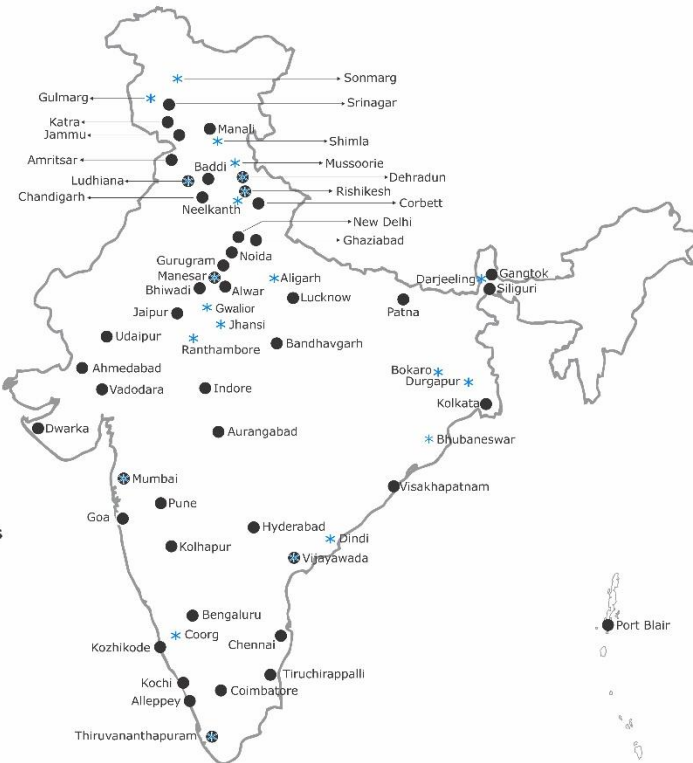 Sonmarg
Gulmarg
Srinagar
Katra
Manali
Jammu
Shimla
Amritsar
Mussoorie
Baddi
Dehradun
Ludhiana
Rishikesh
Chandigarh
Neelkanth
Corbett
New Delhi
Ghaziabad
Noida
Gurugram
Manesar
Aligarh
Darjeeling
Gangtok
Bhiwadi
Alwar
Siliguri
Lucknow
Gwalior
Jaipur
Patna
Jhansi
Udaipur
Ranthambore
Bandhavgarh
Ahmedabad
Bokaro
Durgapur
Vadodara
Indore
Kolkata
Dwarka
Aurangabad
Bhubaneswar
Mumbai
Visakhapatnam
Pune
Goa
Hyderabad
s
Dindi
Kolhapur
Vijayawada
Bengaluru
Port Blair
Coorg
Chennai
Kozhikode
Tiruchirappalli
Kochi
Coimbatore
Alleppey
Thiruvananthapuram